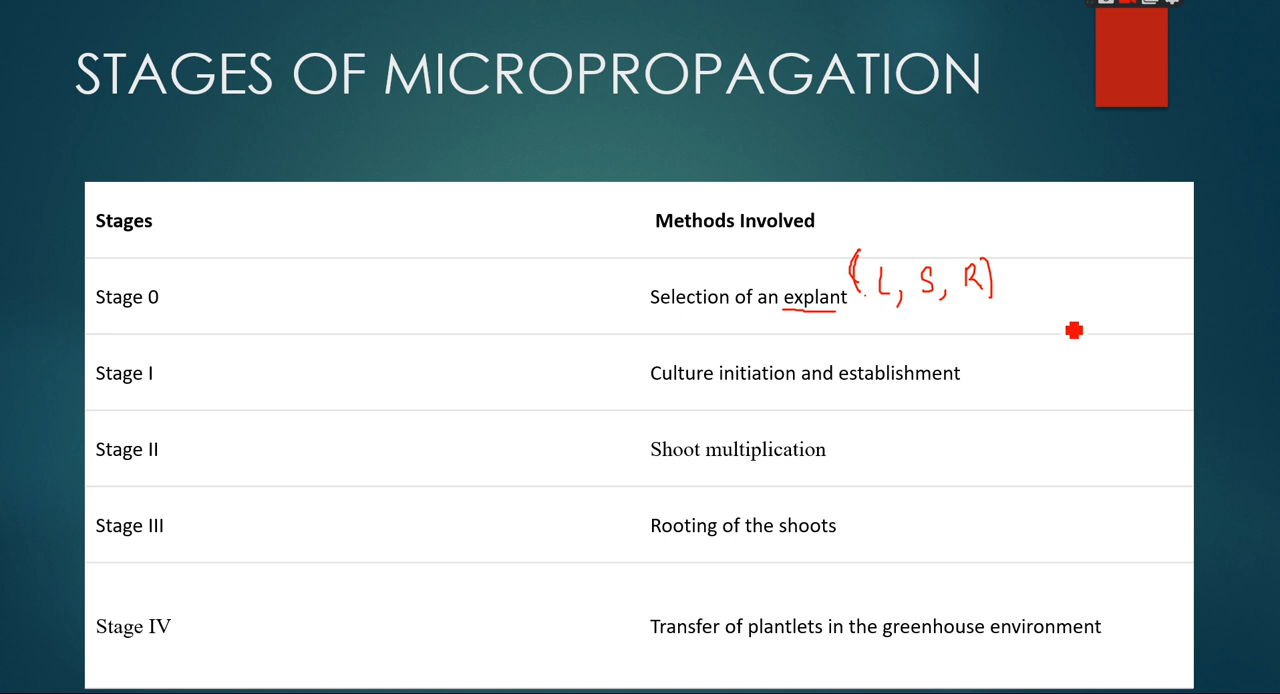 STAGES OF MICROPROPAGATION
Stages Methods Involved
Stage 0 Selection of an explant (L, S, R)
Stage I Culture initiation and establishment
Stage II Shoot multiplication
Stage III Rooting of the shoots
Stage IV Transfer of plantlets in the greenhouse environment